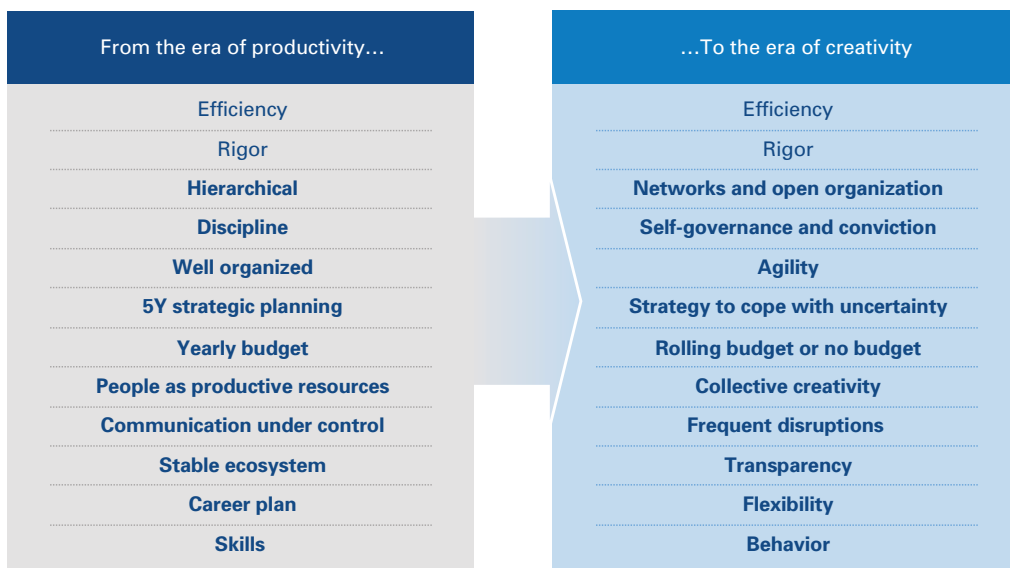 From the era of productivity…
Efficiency
Rigor
Hierarchical
Discipline
Well organized
5Y strategic planning
Yearly budget
People as productive resources
Communication under control
Stable ecosystem
Career plan
Skills
…To the era of creativity
Efficiency
Rigor
Networks and open organization
Self-governance and conviction
Agility
Strategy to cope with uncertainty
Rolling budget or no budget
Collective creativity
Frequent disruptions
Transparency
Flexibility
Behavior